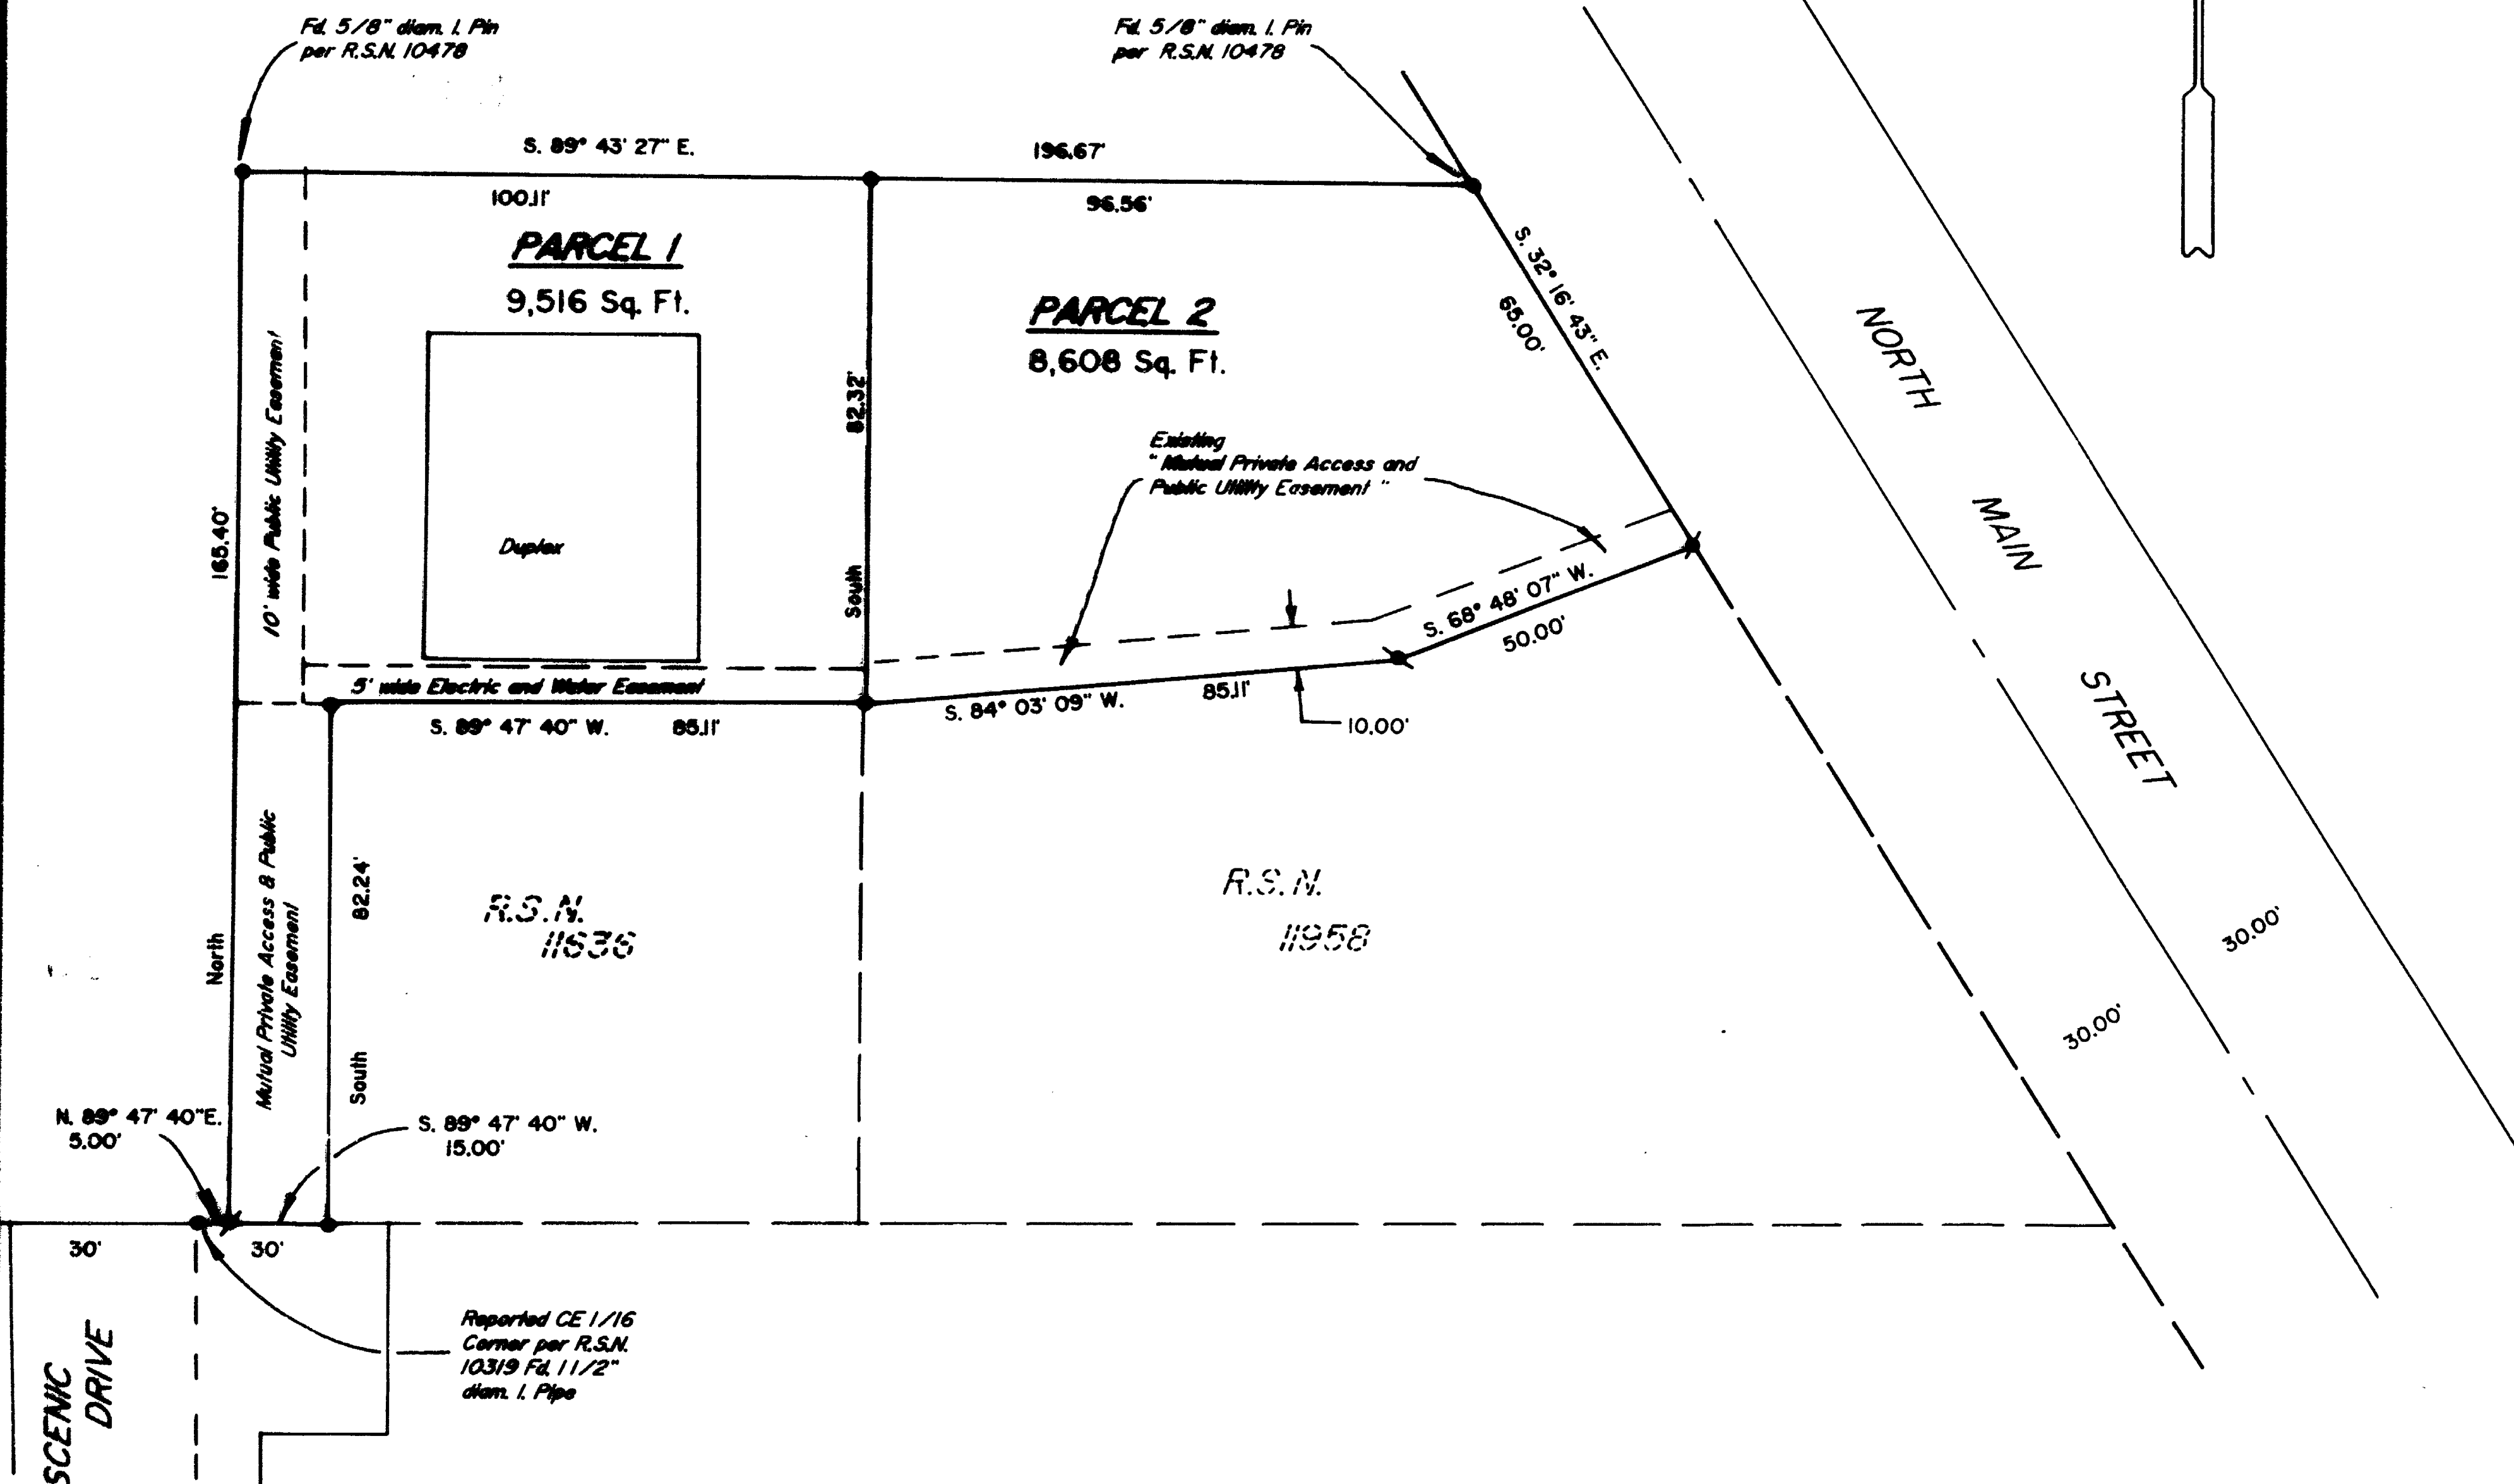 Fd. 5/8" diam. I. Pin
per R.S.N. 10478
Fd. 5/8" diam. I. Pin
per R.S.N. 10478
S. 89° 43' 27" E.
196.67'
100.11'
96.56'
PARCEL 1
9,516 Sq. Ft.
PARCEL 2
8,608 Sq. Ft.
S. 32° 16' 43" E.
65.00'
NORTH
MAIN
STREET
165.40'
North
10' wide Public Utility Easement
82.32'
South
Existing
" Mutual Private Access and
Public Utility Easement "
Duplex
5' wide Electric and Water Easement
S. 89° 47' 40" W.
85.11'
S. 84° 03' 09" W.
85.11'
S. 68° 48' 07" W.
50.00'
10.00'
Mutual Private Access & Public
Utility Easement
82.24'
South
R.S.N.
11636
R.S.N.
11958
30.00'
30.00'
N. 89° 47' 40"E.
5.00'
S. 89° 47' 40" W.
15.00'
30'
30'
Reported CE 1/16
Corner per R.S.N.
10319 Fd. 1 1/2"
diam. I. Pipe
SCENIC
DRIVE